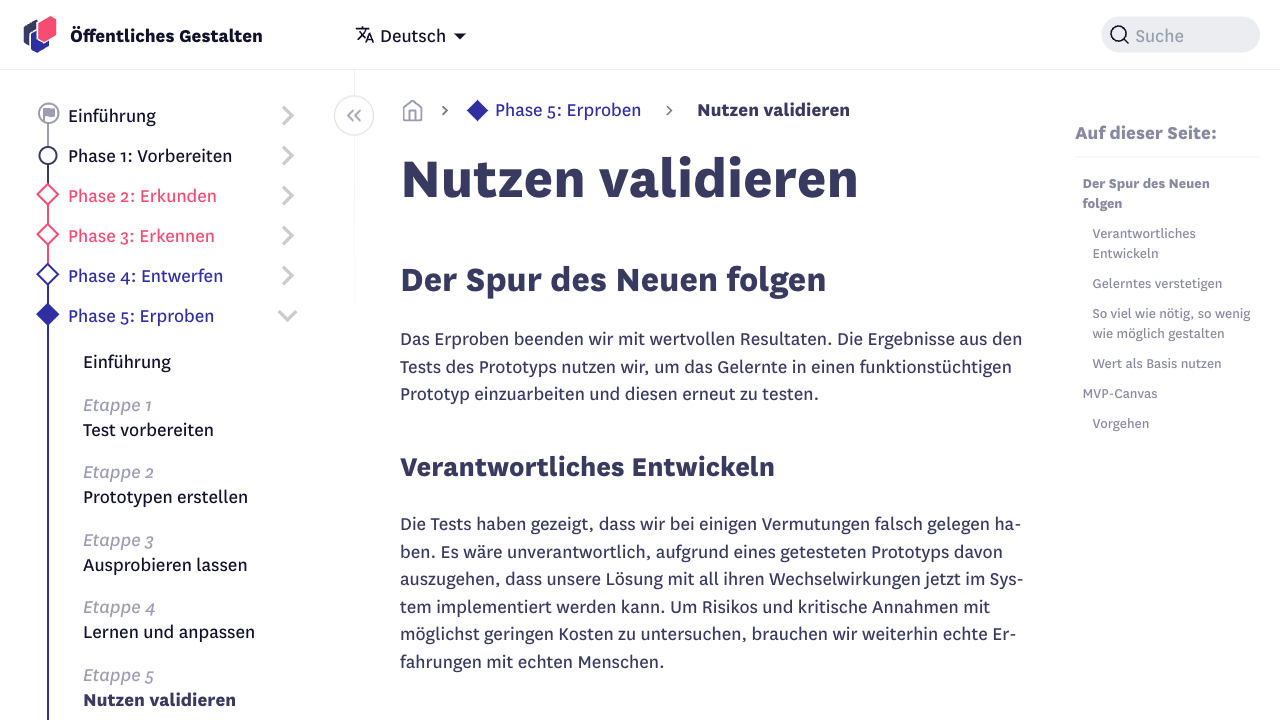 Öffentliches Gestalten
Deutsch
Suche
Einführung
Phase 1: Vorbereiten
Phase 2: Erkunden
Phase 3: Erkennen
Phase 4: Entwerfen
Phase 5: Erproben
Einführung
Etappe 1
Test vorbereiten
Etappe 2
Prototypen erstellen
Etappe 3
Ausprobieren lassen
Etappe 4
Lernen und anpassen
Etappe 5
Nutzen validieren
Phase 5: Erproben
Nutzen validieren
Nutzen validieren
Der Spur des Neuen folgen
Das Erproben beenden wir mit wertvollen Resultaten. Die Ergebnisse aus den
Tests des Prototyps nutzen wir, um das Gelernte in einen funktionstüchtigen
Prototyp einzuarbeiten und diesen erneut zu testen.
Verantwortliches Entwickeln
Die Tests haben gezeigt, dass wir bei einigen Vermutungen falsch gelegen ha-
ben. Es wäre unverantwortlich, aufgrund eines getesteten Prototyps davon
auszugehen, dass unsere Lösung mit all ihren Wechselwirkungen jetzt im Sys-
tem implementiert werden kann. Um Risikos und kritische Annahmen mit
möglichst geringen Kosten zu untersuchen, brauchen wir weiterhin echte Er-
fahrungen mit echten Menschen.
Auf dieser Seite:
Der Spur des Neuen
folgen
Verantwortliches
Entwickeln
Gelerntes verstetigen
So viel wie nötig, so wenig
wie möglich gestalten
Wert als Basis nutzen
MVP-Canvas
Vorgehen